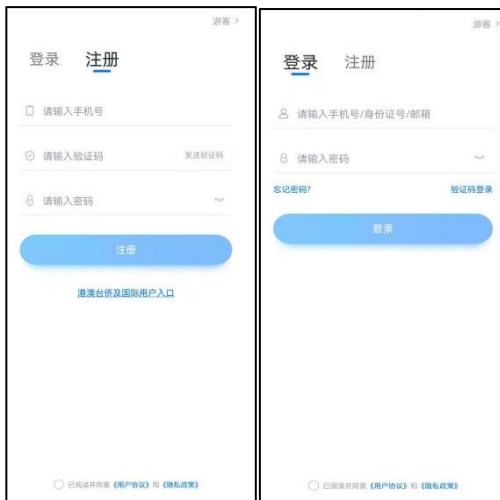 游客 >
登录 注册
请输入手机号
请输入验证码 发送验证码
请输入密码
注册
港澳台侨及国际用户入口
已阅读并同意《用户协议》和《隐私政策》
游客 >
登录 注册
请输入手机号/身份证号/邮箱
请输入密码
忘记密码? 验证码登录
登录
已阅读并同意《用户协议》和《隐私政策》